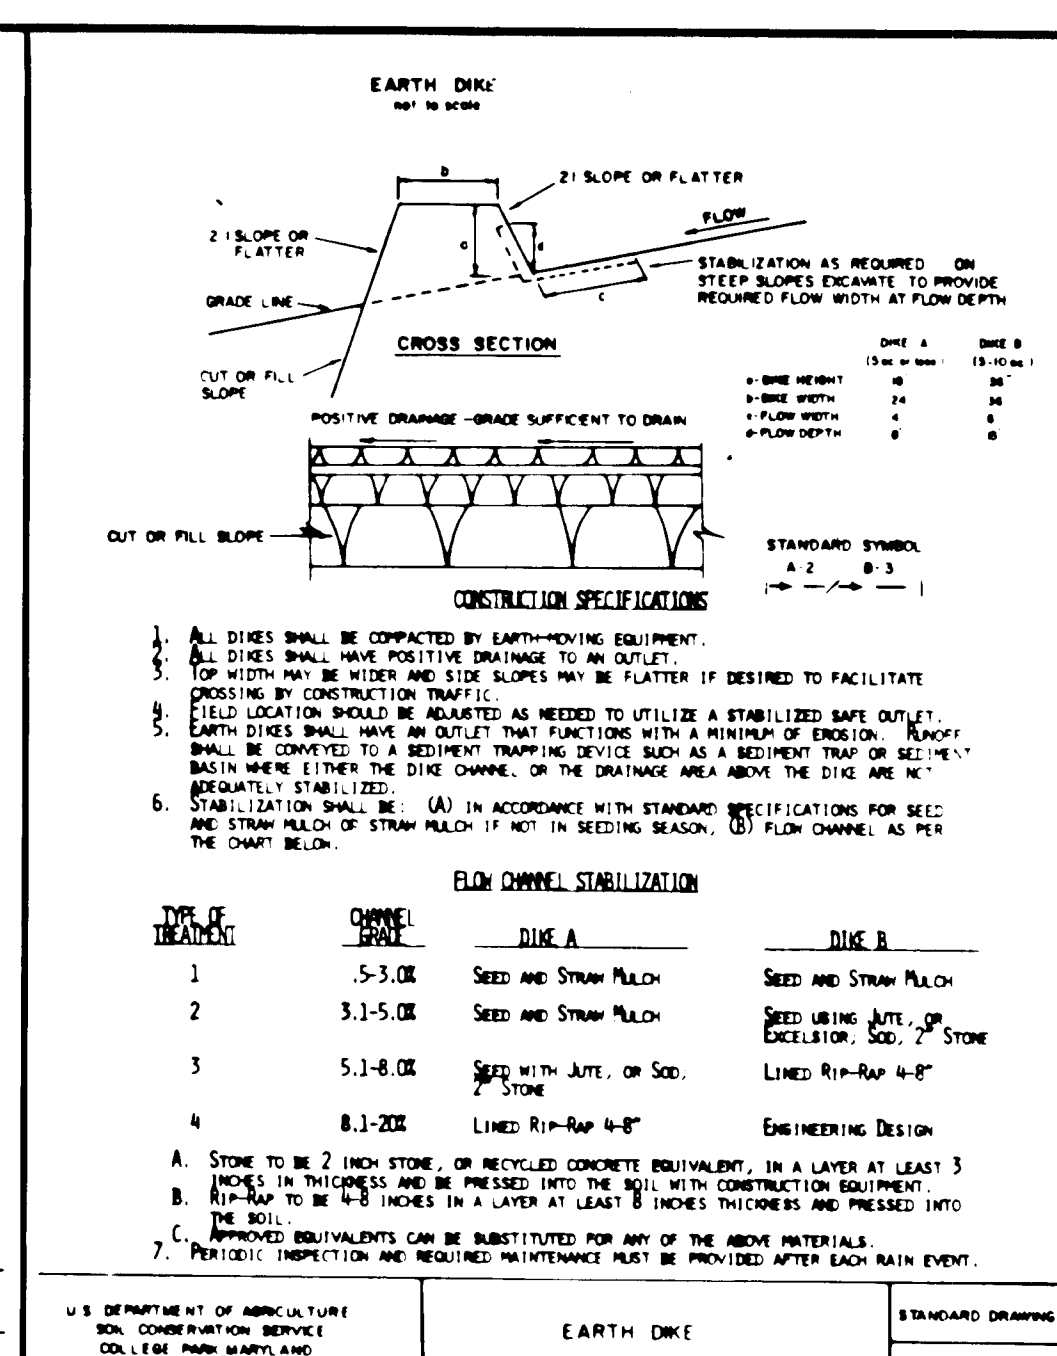 EARTH DIKE
not to scale
b
2:1 SLOPE OR FLATTER
FLOW
2:1 SLOPE OR
FLATTER
a
d
STABILIZATION AS REQUIRED ON
STEEP SLOPES EXCAVATE TO PROVIDE
REQUIRED FLOW WIDTH AT FLOW DEPTH
c
GRADE LINE
CROSS SECTION
CUT OR FILL
SLOPE
DIKE A DIKE B
(5 ac. or less) (5-10 ac.)
a-DIKE HEIGHT 18" 36"
b-DIKE WIDTH 24 36
c-FLOW WIDTH 4 6
d-FLOW DEPTH 8 15
POSITIVE DRAINAGE - GRADE SUFFICIENT TO DRAIN
CUT OR FILL SLOPE
STANDARD SYMBOL
A-2 B-3
CONSTRUCTION SPECIFICATIONS
1. ALL DIKES SHALL BE COMPACTED BY EARTH-MOVING EQUIPMENT.
2. ALL DIKES SHALL HAVE POSITIVE DRAINAGE TO AN OUTLET.
3. TOP WIDTH MAY BE WIDER AND SIDE SLOPES MAY BE FLATTER IF DESIRED TO FACILITATE
CROSSING BY CONSTRUCTION TRAFFIC.
4. FIELD LOCATION SHOULD BE ADJUSTED AS NEEDED TO UTILIZE A STABILIZED SAFE OUTLET.
5. EARTH DIKES SHALL HAVE AN OUTLET THAT FUNCTIONS WITH A MINIMUM OF EROSION. RUNOFF
SHALL BE CONVEYED TO A SEDIMENT TRAPPING DEVICE SUCH AS A SEDIMENT TRAP OR SEDIMENT
BASIN WHERE EITHER THE DIKE CHANNEL OR THE DRAINAGE AREA ABOVE THE DIKE ARE NOT
ADEQUATELY STABILIZED.
6. STABILIZATION SHALL BE: (A) IN ACCORDANCE WITH STANDARD SPECIFICATIONS FOR SEED
AND STRAW MULCH OF STRAW MULCH IF NOT IN SEEDING SEASON, (B) FLOW CHANNEL AS PER
THE CHART BELOW.
FLOW CHANNEL STABILIZATION
TYPE OF TREATMENT CHANNEL GRADE DIKE A DIKE B
1 .5-3.0% SEED AND STRAW MULCH SEED AND STRAW MULCH
2 3.1-5.0% SEED AND STRAW MULCH SEED USING JUTE, OR
EXCELSIOR; SOD; 2" STONE
3 5.1-8.0% SEED WITH JUTE, OR SOD; LINED RIP-RAP 4-8"
2" STONE
4 8.1-20% LINED RIP-RAP 4-8" ENGINEERING DESIGN
A. STONE TO BE 2 INCH STONE, OR RECYCLED CONCRETE EQUIVALENT, IN A LAYER AT LEAST 3
INCHES IN THICKNESS AND BE PRESSED INTO THE SOIL WITH CONSTRUCTION EQUIPMENT.
B. RIP-RAP TO BE 4-8 INCHES IN A LAYER AT LEAST 8 INCHES THICKNESS AND PRESSED INTO
THE SOIL.
C. APPROVED EQUIVALENTS CAN BE SUBSTITUTED FOR ANY OF THE ABOVE MATERIALS.
7. PERIODIC INSPECTION AND REQUIRED MAINTENANCE MUST BE PROVIDED AFTER EACH RAIN EVENT.
U S DEPARTMENT OF AGRICULTURE
SOIL CONSERVATION SERVICE
COLLEGE PARK MARYLAND
EARTH DIKE
STANDARD DRAWING